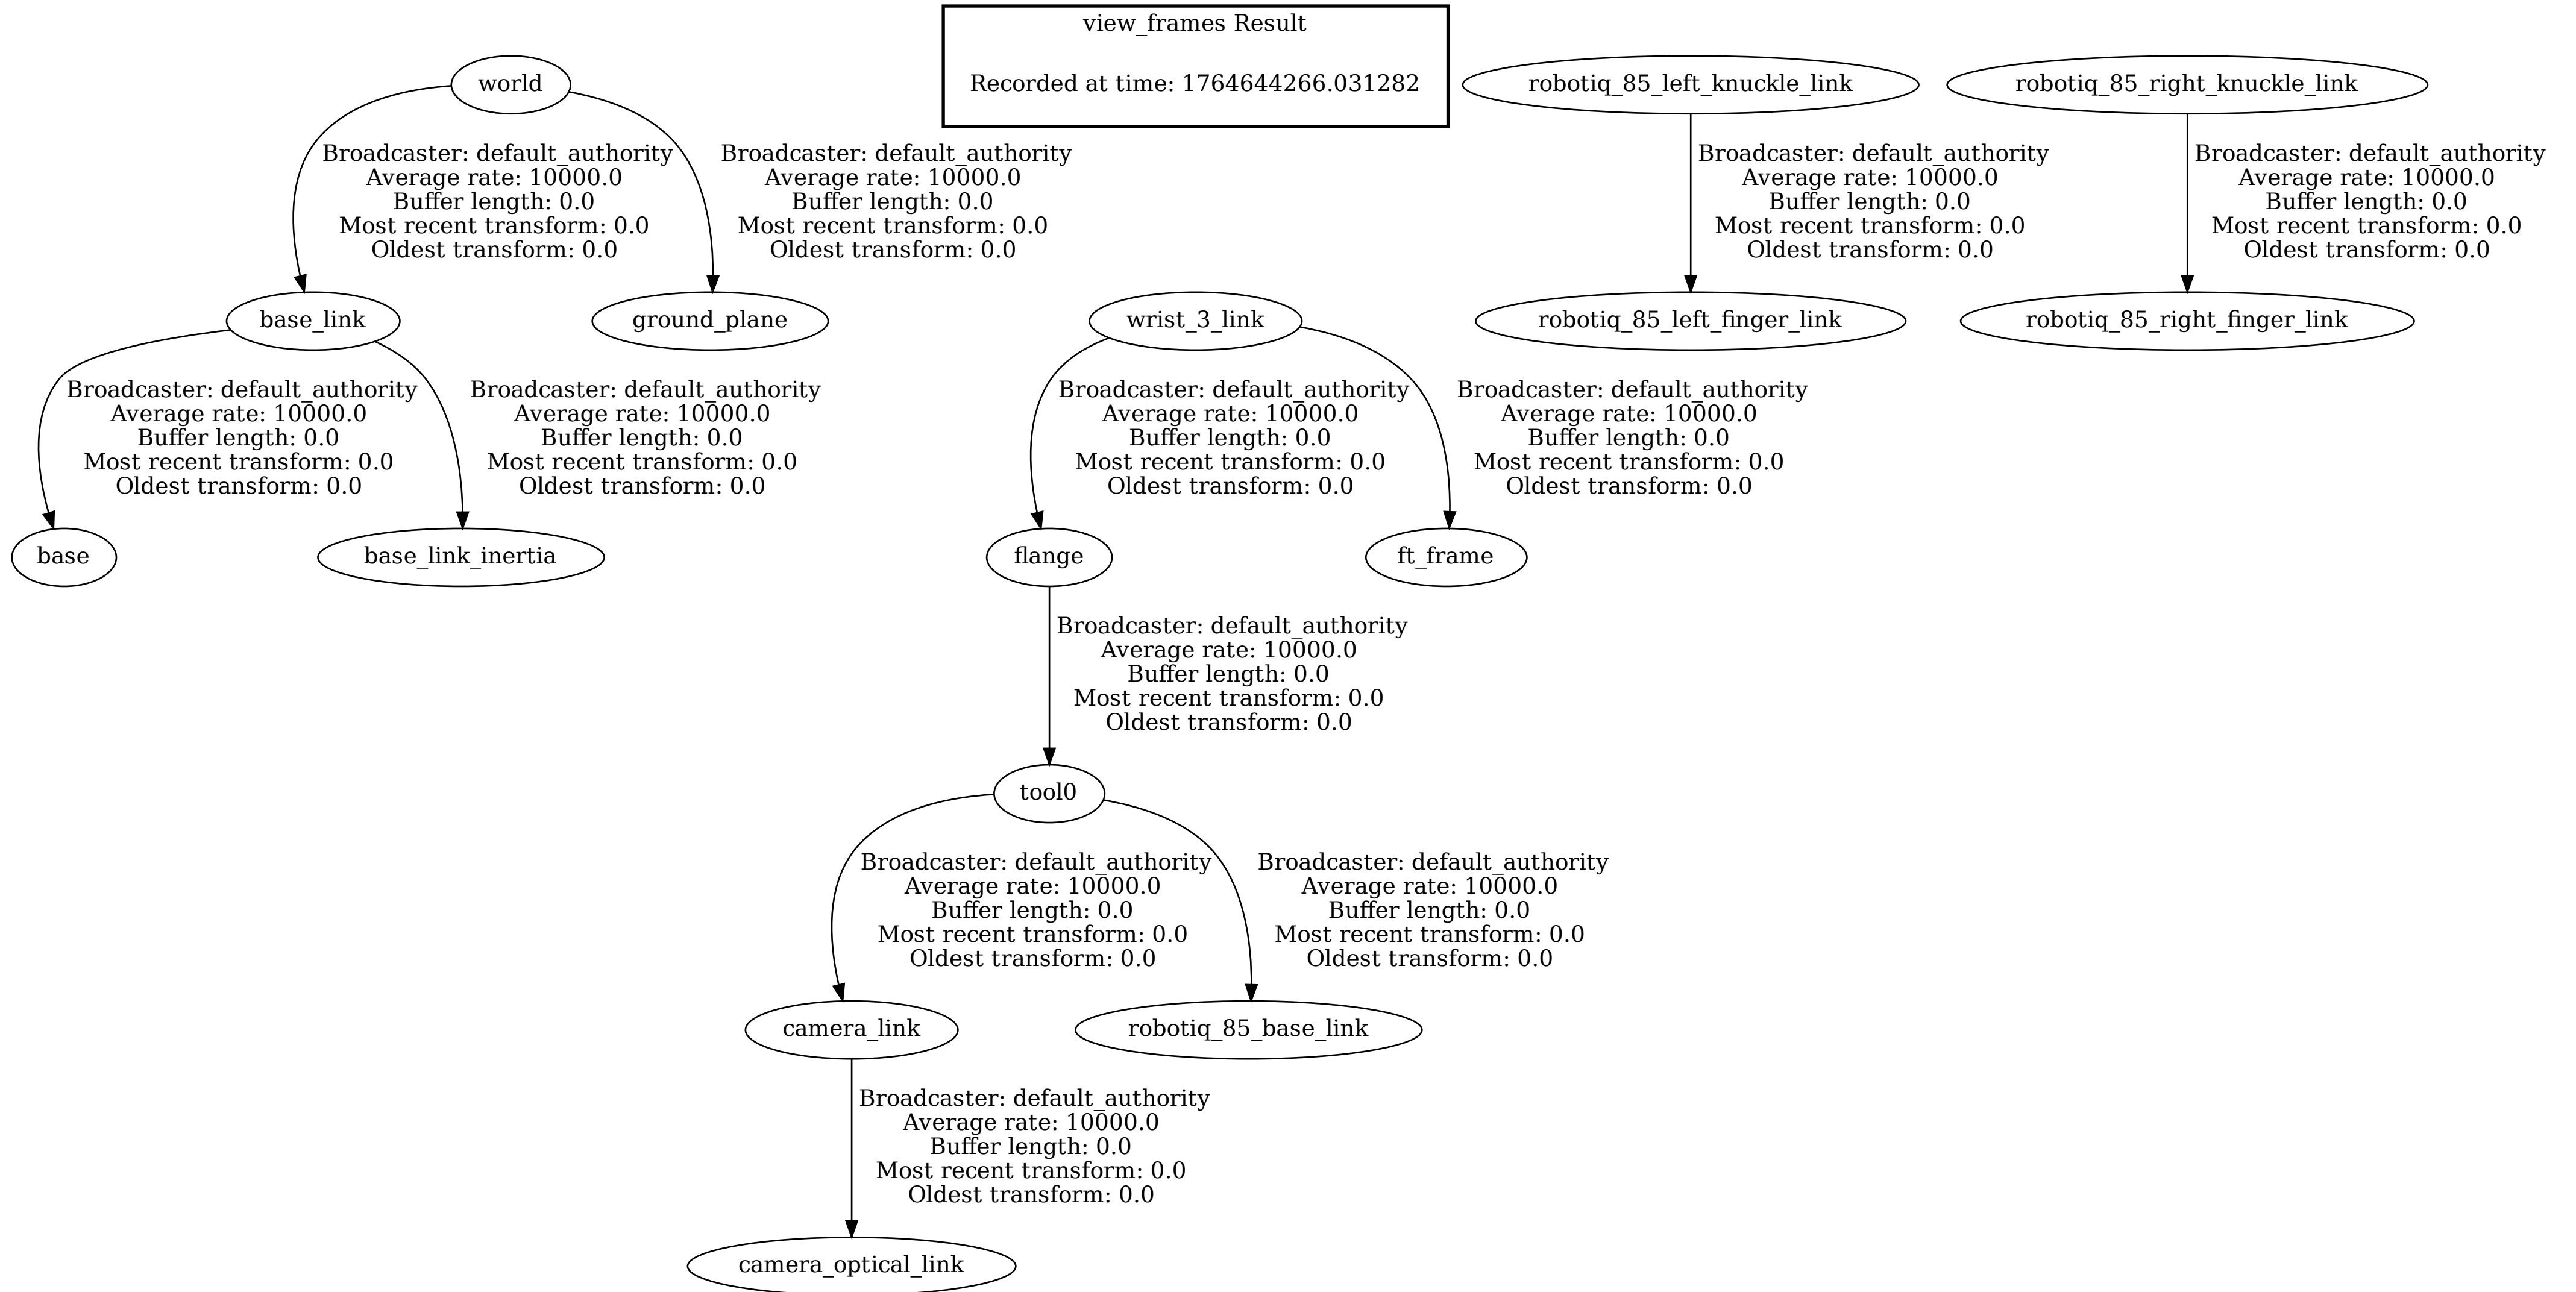 view_frames Result
Recorded at time: 1764644266.031282
world
robotiq_85_left_knuckle_link
robotiq_85_right_knuckle_link
Broadcaster: default_authority
Average rate: 10000.0
Buffer length: 0.0
Most recent transform: 0.0
Oldest transform: 0.0
Broadcaster: default_authority
Average rate: 10000.0
Buffer length: 0.0
Most recent transform: 0.0
Oldest transform: 0.0
Broadcaster: default_authority
Average rate: 10000.0
Buffer length: 0.0
Most recent transform: 0.0
Oldest transform: 0.0
Broadcaster: default_authority
Average rate: 10000.0
Buffer length: 0.0
Most recent transform: 0.0
Oldest transform: 0.0
base_link
ground_plane
wrist_3_link
robotiq_85_left_finger_link
robotiq_85_right_finger_link
Broadcaster: default_authority
Average rate: 10000.0
Buffer length: 0.0
Most recent transform: 0.0
Oldest transform: 0.0
Broadcaster: default_authority
Average rate: 10000.0
Buffer length: 0.0
Most recent transform: 0.0
Oldest transform: 0.0
Broadcaster: default_authority
Average rate: 10000.0
Buffer length: 0.0
Most recent transform: 0.0
Oldest transform: 0.0
Broadcaster: default_authority
Average rate: 10000.0
Buffer length: 0.0
Most recent transform: 0.0
Oldest transform: 0.0
base
base_link_inertia
flange
ft_frame
Broadcaster: default_authority
Average rate: 10000.0
Buffer length: 0.0
Most recent transform: 0.0
Oldest transform: 0.0
tool0
Broadcaster: default_authority
Average rate: 10000.0
Buffer length: 0.0
Most recent transform: 0.0
Oldest transform: 0.0
Broadcaster: default_authority
Average rate: 10000.0
Buffer length: 0.0
Most recent transform: 0.0
Oldest transform: 0.0
camera_link
robotiq_85_base_link
Broadcaster: default_authority
Average rate: 10000.0
Buffer length: 0.0
Most recent transform: 0.0
Oldest transform: 0.0
camera_optical_link